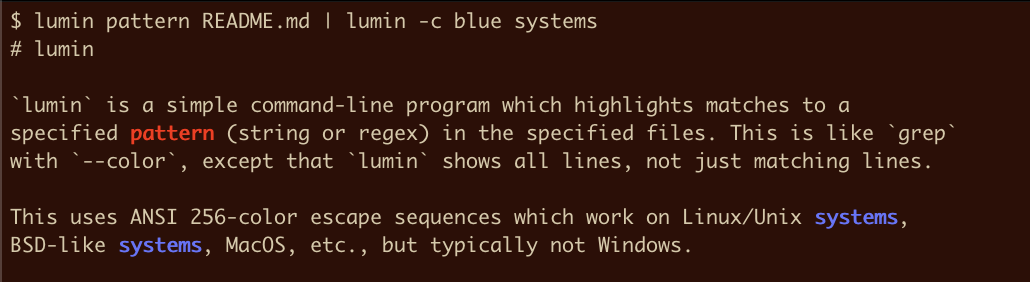 $ lumin pattern README.md | lumin -c blue systems
# lumin
`lumin` is a simple command-line program which highlights matches to a
specified pattern (string or regex) in the specified files. This is like `grep`
with `--color`, except that `lumin` shows all lines, not just matching lines.
This uses ANSI 256-color escape sequences which work on Linux/Unix systems,
BSD-like systems, MacOS, etc., but typically not Windows.